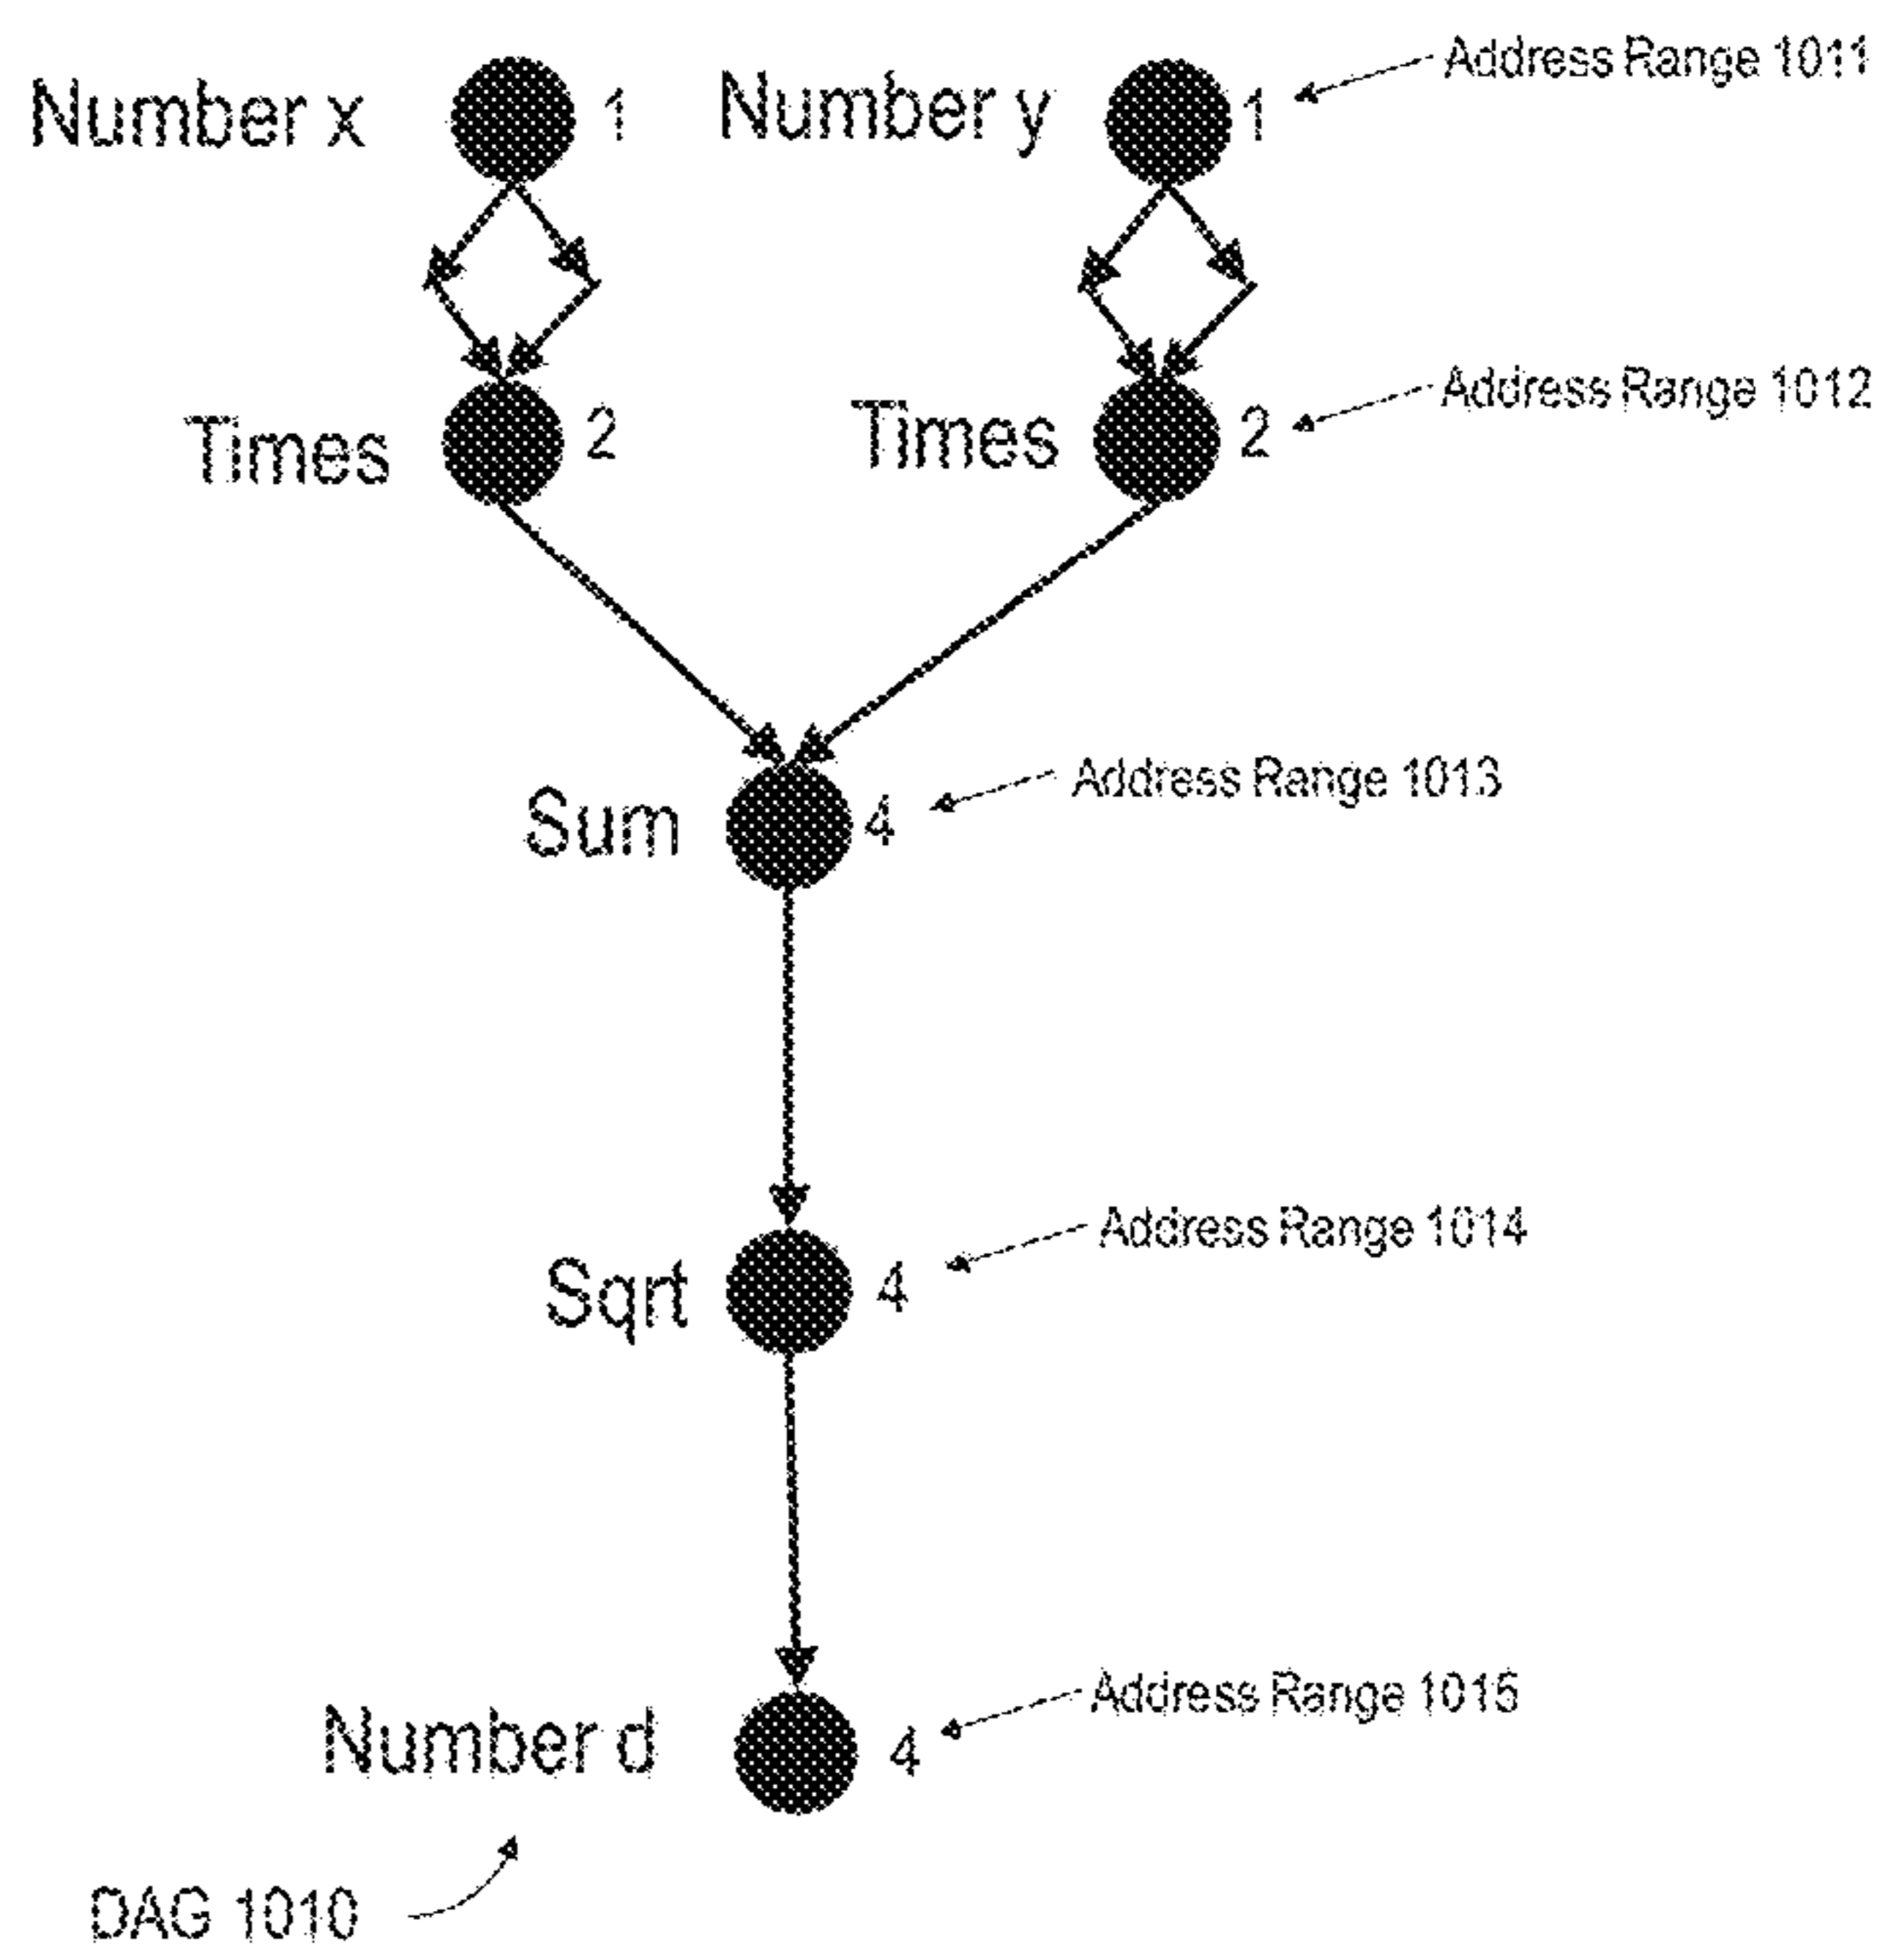 Number x 1 Number y 1 Address Range 1011
Times 2 Times 2 Address Range 1012
Sum 4 Address Range 1013
Sqrt 4 Address Range 1014
Number d 4 Address Range 1015
DAG 1010